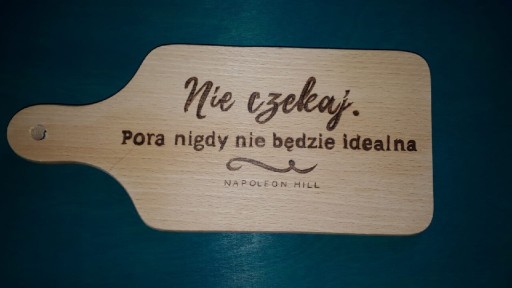 Nie czekaj.
Pora nigdy nie będzie idealna
NAPOLEON HILL